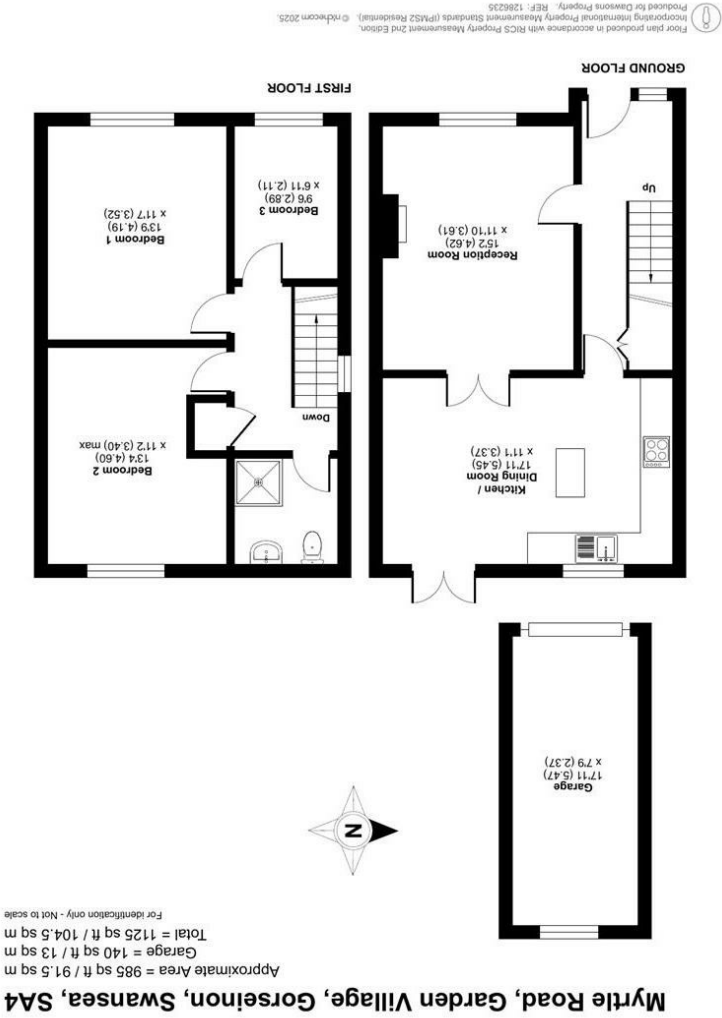 Myrtle Road, Garden Village, Gorseinon, Swansea, SA4
Approximate Area = 985 sq ft / 91.5 sq m
Garage = 140 sq ft / 13 sq m
Total = 1125 sq ft / 104.5 sq m
For identification only - Not to scale
N
Garage
17'11 (5.47)
x 7'9 (2.37)
Kitchen /
Dining Room
17'11 (5.45)
x 11'1 (3.37)
Reception Room
15'2 (4.62)
x 11'10 (3.61)
Up
GROUND FLOOR
Bedroom 2
13'4 (4.60)
x 11'2 (3.40) max
Down
Bedroom 1
13'9 (4.19)
x 11'7 (3.52)
Bedroom 3
9'6 (2.89)
x 6'11 (2.11)
FIRST FLOOR
Floor plan produced in accordance with RICS Property Measurement 2nd Edition,
Incorporating International Property Measurement Standards (IPMS2 Residential). © nichecom 2025.
Produced for Dawsons Property. REF: 1286235